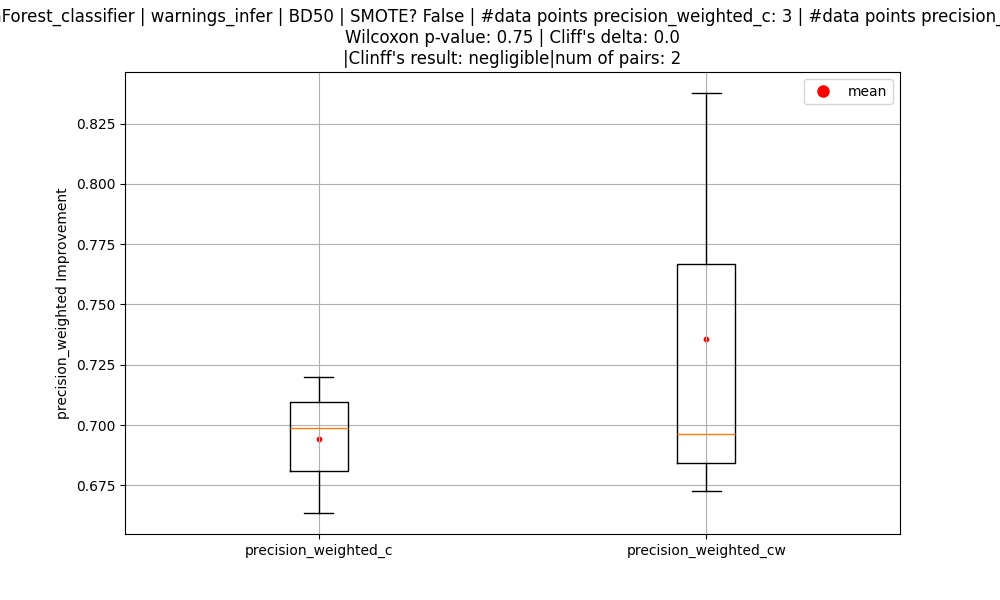 Forest_classifier | warnings_infer | BD50 | SMOTE? False | #data points precision_weighted_c: 3 | #data points precision_
Wilcoxon p-value: 0.75 | Cliff's delta: 0.0
|Clinff's result: negligible|num of pairs: 2
mean
0.825
0.800
0.775
0.750
0.725
0.700
0.675
precision_weighted Improvement
precision_weighted_c
precision_weighted_cw